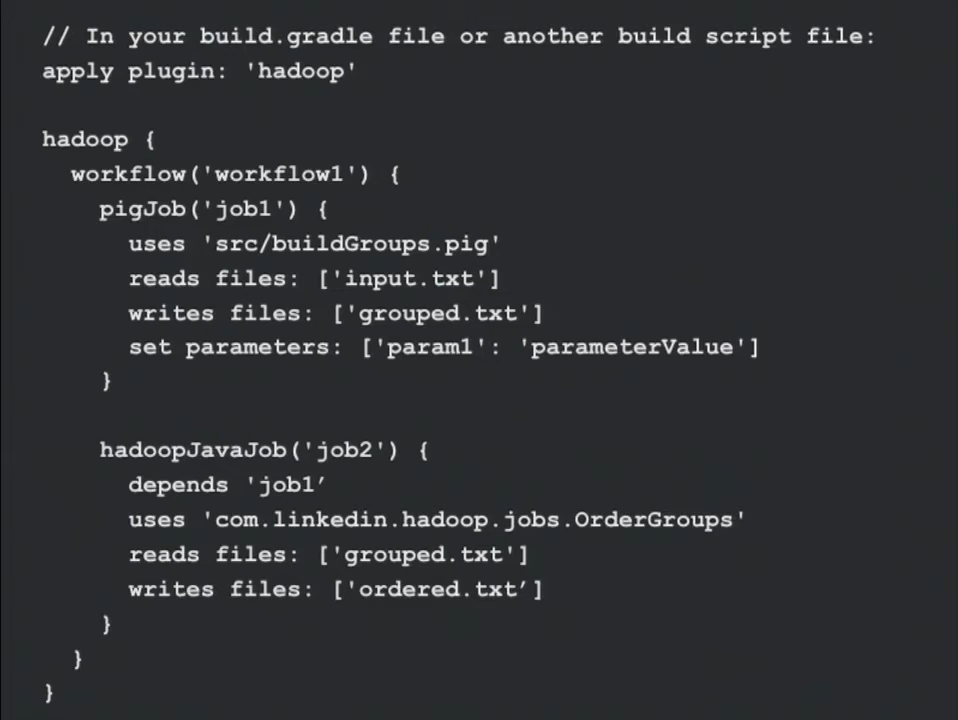 // In your build.gradle file or another build script file:
apply plugin: 'hadoop'

hadoop {
  workflow('workflow1') {
    pigJob('job1') {
      uses 'src/buildGroups.pig'
      reads files: ['input.txt']
      writes files: ['grouped.txt']
      set parameters: ['param1': 'parameterValue']
    }

    hadoopJavaJob('job2') {
      depends 'job1’
      uses 'com.linkedin.hadoop.jobs.OrderGroups'
      reads files: ['grouped.txt']
      writes files: ['ordered.txt’]
    }
  }
}